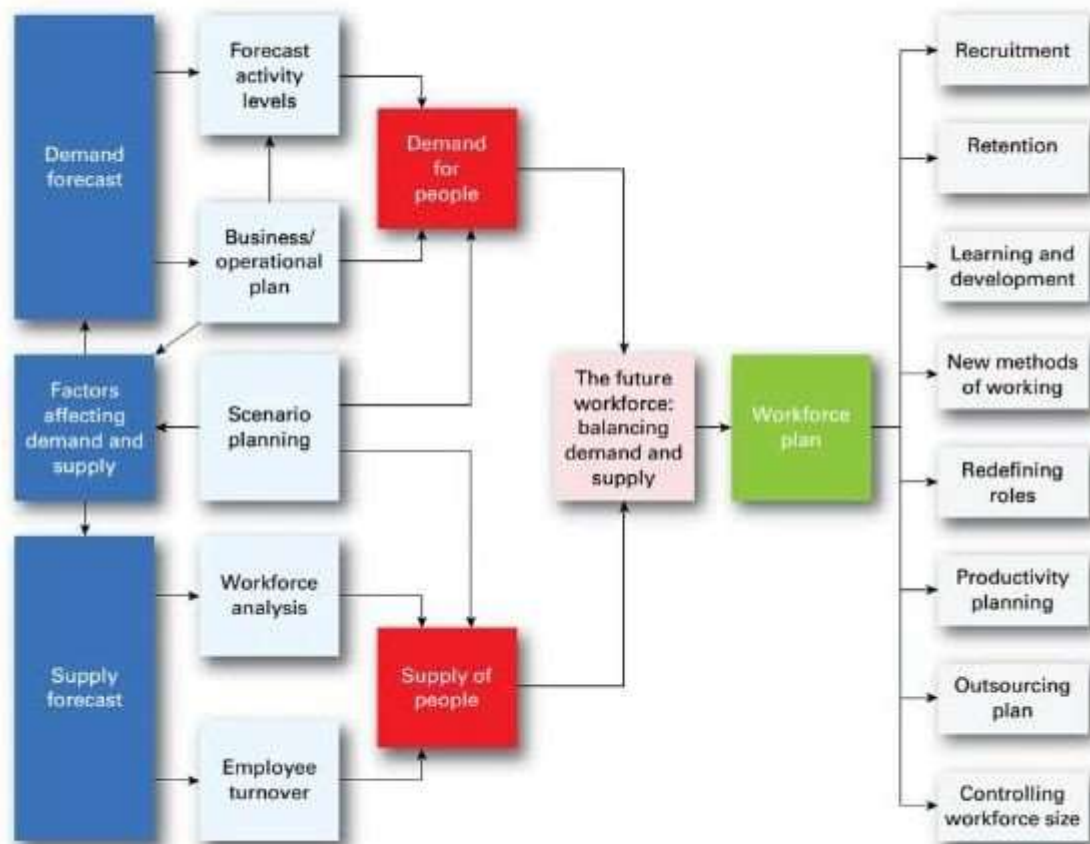 Demand
forecast
Factors
affecting
demand and
supply
Supply
forecast
Forecast
activity
levels
Business/
operational
plan
Scenario
planning
Workforce
analysis
Employee
turnover
Demand
for
people
Supply of
people
The future
workforce:
balancing
demand and
supply
Workforce
plan
Recruitment
Retention
Learning and
development
New methods
of working
Redefining
roles
Productivity
planning
Outsourcing
plan
Controlling
workforce size